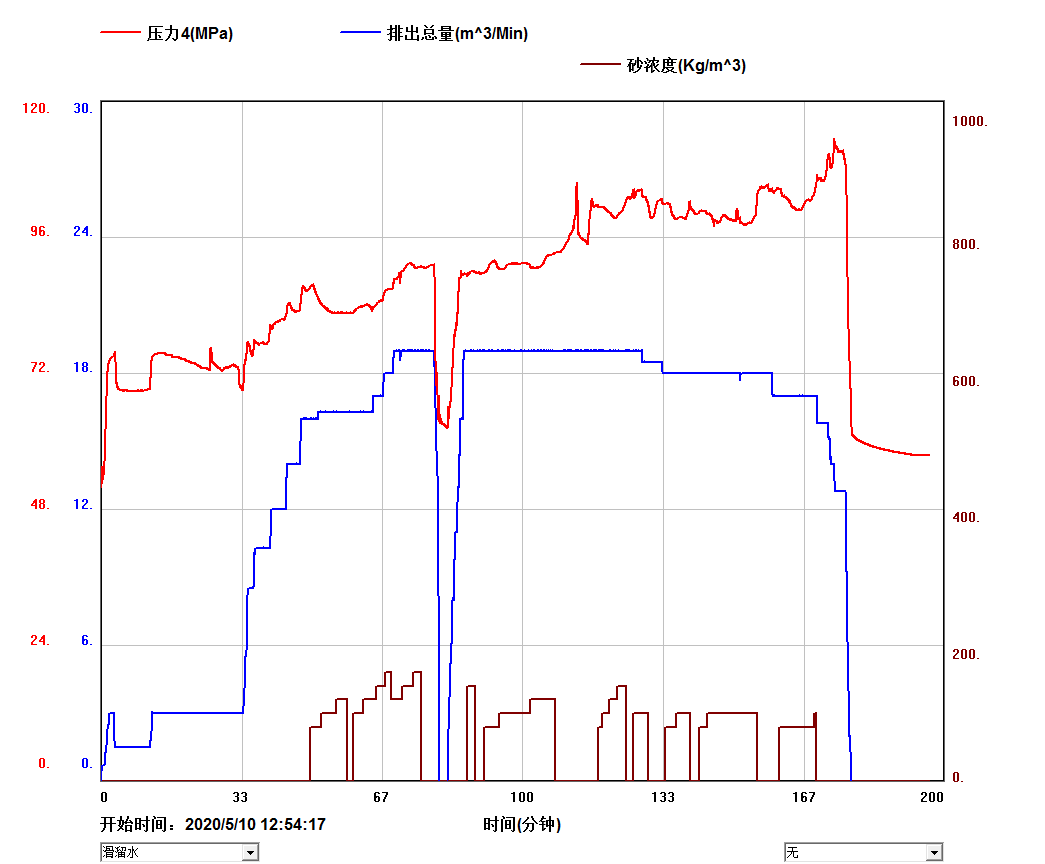 压力4(MPa) 排出总量(m^3/Min)
砂浓度(Kg/m^3)
120. 30. 1000.
96. 24. 800.
72. 18. 600.
48. 12. 400.
24. 6. 200.
0. 0. 0.
0 33 67 100 133 167 200
开始时间：2020/5/10 12:54:17 时间(分钟)
滑溜水 无